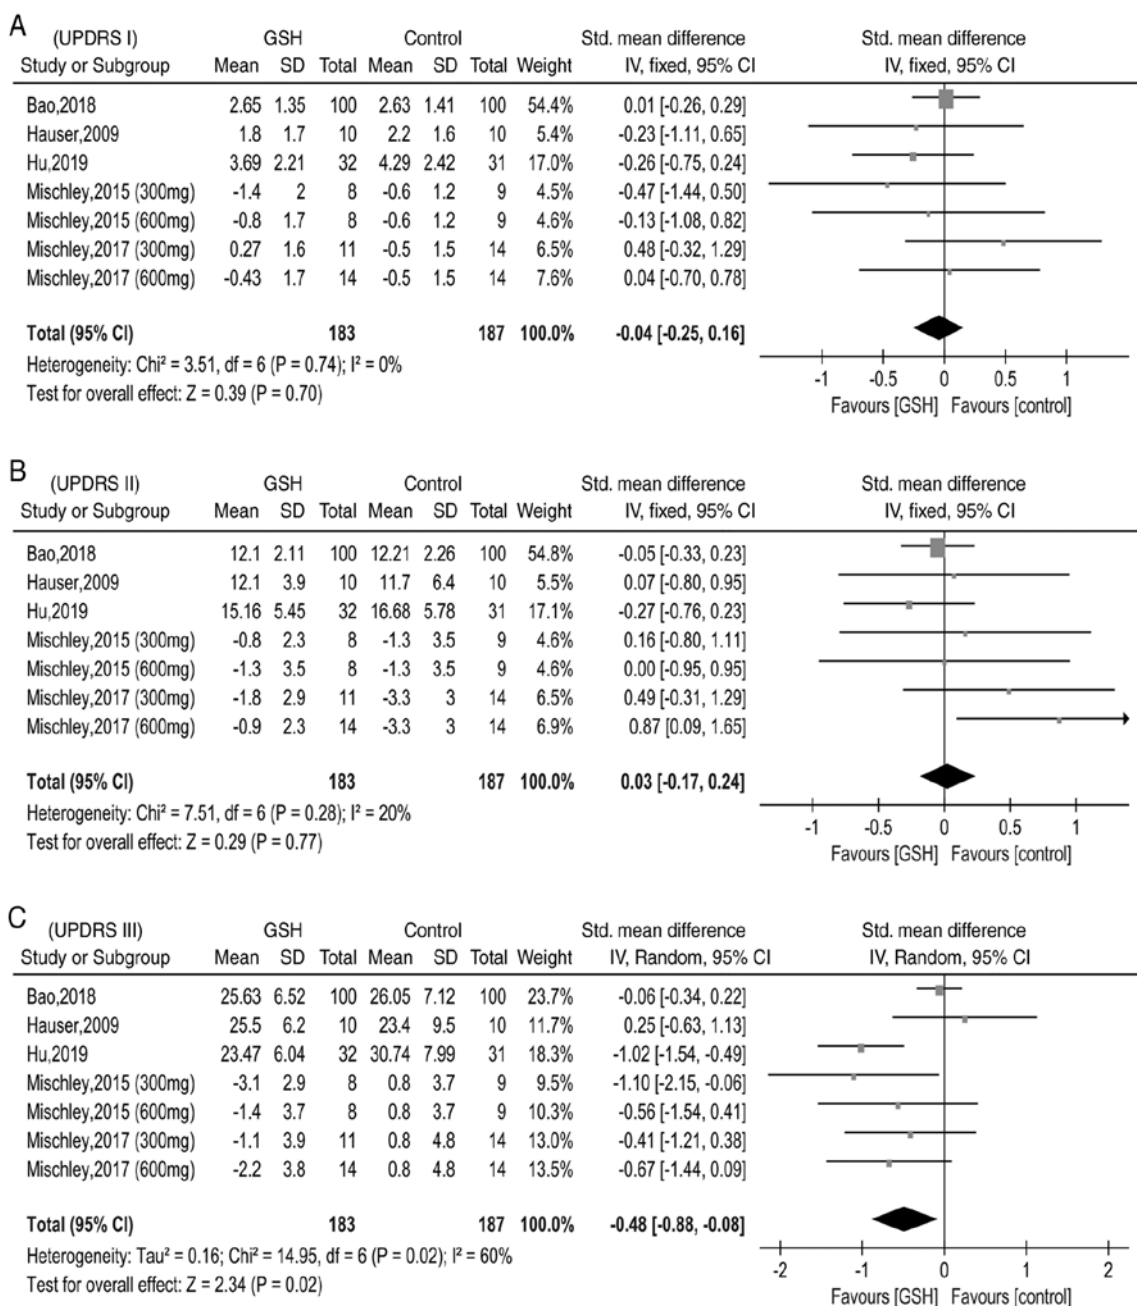 A (UPDRS I) GSH Control Std. mean difference Std. mean difference
Study or Subgroup Mean SD Total Mean SD Total Weight IV, fixed, 95% CI IV, fixed, 95% CI
Bao,2018 2.65 1.35 100 2.63 1.41 100 54.4% 0.01 [-0.26, 0.29]
Hauser,2009 1.8 1.7 10 2.2 1.6 10 5.4% -0.23 [-1.11, 0.65]
Hu,2019 3.69 2.21 32 4.29 2.42 31 17.0% -0.26 [-0.75, 0.24]
Mischley,2015 (300mg) -1.4 2 8 -0.6 1.2 9 4.5% -0.47 [-1.44, 0.50]
Mischley,2015 (600mg) -0.8 1.7 8 -0.6 1.2 9 4.6% -0.13 [-1.08, 0.82]
Mischley,2017 (300mg) 0.27 1.6 11 -0.5 1.5 14 6.5% 0.48 [-0.32, 1.29]
Mischley,2017 (600mg) -0.43 1.7 14 -0.5 1.5 14 7.6% 0.04 [-0.70, 0.78]
Total (95% CI) 183 187 100.0% -0.04 [-0.25, 0.16]
Heterogeneity: Chi² = 3.51, df = 6 (P = 0.74); I² = 0%
Test for overall effect: Z = 0.39 (P = 0.70)
-1 -0.5 0 0.5 1
Favours [GSH] Favours [control]
B (UPDRS II) GSH Control Std. mean difference Std. mean difference
Study or Subgroup Mean SD Total Mean SD Total Weight IV, fixed, 95% CI IV, fixed, 95% CI
Bao,2018 12.1 2.11 100 12.21 2.26 100 54.8% -0.05 [-0.33, 0.23]
Hauser,2009 12.1 3.9 10 11.7 6.4 10 5.5% 0.07 [-0.80, 0.95]
Hu,2019 15.16 5.45 32 16.68 5.78 31 17.1% -0.27 [-0.76, 0.23]
Mischley,2015 (300mg) -0.8 2.3 8 -1.3 3.5 9 4.6% 0.16 [-0.80, 1.11]
Mischley,2015 (600mg) -1.3 3.5 8 -1.3 3.5 9 4.6% 0.00 [-0.95, 0.95]
Mischley,2017 (300mg) -1.8 2.9 11 -3.3 3 14 6.5% 0.49 [-0.31, 1.29]
Mischley,2017 (600mg) -0.9 2.3 14 -3.3 3 14 6.9% 0.87 [0.09, 1.65]
Total (95% CI) 183 187 100.0% 0.03 [-0.17, 0.24]
Heterogeneity: Chi² = 7.51, df = 6 (P = 0.28); I² = 20%
Test for overall effect: Z = 0.29 (P = 0.77)
-1 -0.5 0 0.5 1
Favours [GSH] Favours [control]
C (UPDRS III) GSH Control Std. mean difference Std. mean difference
Study or Subgroup Mean SD Total Mean SD Total Weight IV, Random, 95% CI IV, Random, 95% CI
Bao,2018 25.63 6.52 100 26.05 7.12 100 23.7% -0.06 [-0.34, 0.22]
Hauser,2009 25.5 6.2 10 23.4 9.5 10 11.7% 0.25 [-0.63, 1.13]
Hu,2019 23.47 6.04 32 30.74 7.99 31 18.3% -1.02 [-1.54, -0.49]
Mischley,2015 (300mg) -3.1 2.9 8 0.8 3.7 9 9.5% -1.10 [-2.15, -0.06]
Mischley,2015 (600mg) -1.4 3.7 8 0.8 3.7 9 10.3% -0.56 [-1.54, 0.41]
Mischley,2017 (300mg) -1.1 3.9 11 0.8 4.8 14 13.0% -0.41 [-1.21, 0.38]
Mischley,2017 (600mg) -2.2 3.8 14 0.8 4.8 14 13.5% -0.67 [-1.44, 0.09]
Total (95% CI) 183 187 100.0% -0.48 [-0.88, -0.08]
Heterogeneity: Tau² = 0.16; Chi² = 14.95, df = 6 (P = 0.02); I² = 60%
Test for overall effect: Z = 2.34 (P = 0.02)
-2 -1 0 1 2
Favours [GSH] Favours [control]